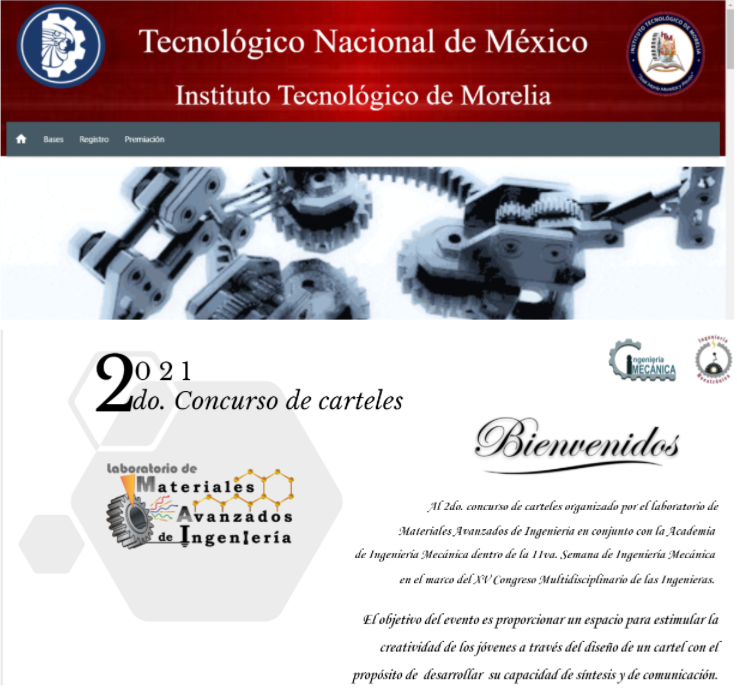 Tecnológico Nacional de México
Instituto Tecnológico de Morelia
INSTITUTO TECNOLÓGICO DE MORELIA
"José María Morelos y Pavón"
Bases Registro Premiación
2021
2do. Concurso de carteles
Ingeniería
MECÁNICA
Ingeniería
Mecatrónica
Laboratorio de
Materiales
Avanzados
de Ingeniería
Bienvenidos
Al 2do. concurso de carteles organizado por el laboratorio de
Materiales Avanzados de Ingenieria en conjunto con la Academia
de Ingeniería Mecánica dentro de la 11va. Semana de Ingeniería Mecánica
en el marco del XV Congreso Multidisciplinario de las Ingenieras.
El objetivo del evento es proporcionar un espacio para estimular la
creatividad de los jóvenes a través del diseño de un cartel con el
propósito de desarrollar su capacidad de síntesis y de comunicación.